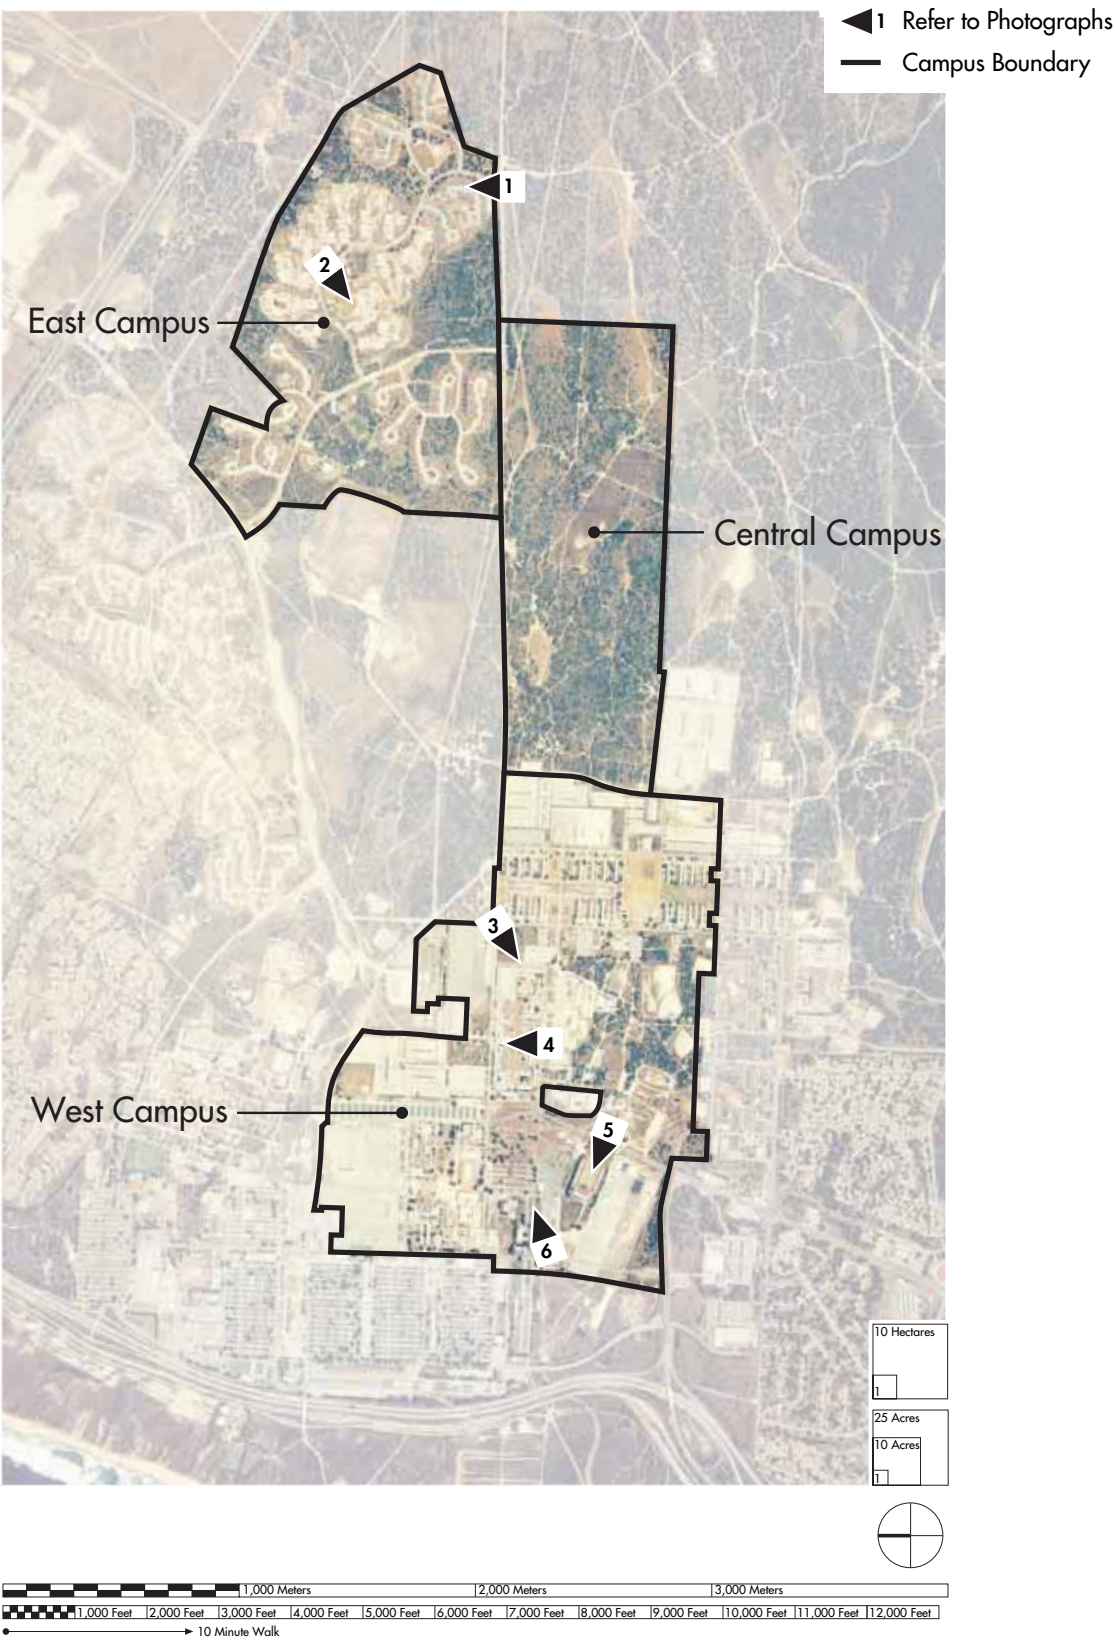 1 Refer to Photographs
Campus Boundary
1
2
East Campus
Central Campus
3
4
West Campus
5
6
10 Hectares
1
25 Acres
10 Acres
1
1,000 Meters 2,000 Meters 3,000 Meters
1,000 Feet 2,000 Feet 3,000 Feet 4,000 Feet 5,000 Feet 6,000 Feet 7,000 Feet 8,000 Feet 9,000 Feet 10,000 Feet 11,000 Feet 12,000 Feet
10 Minute Walk